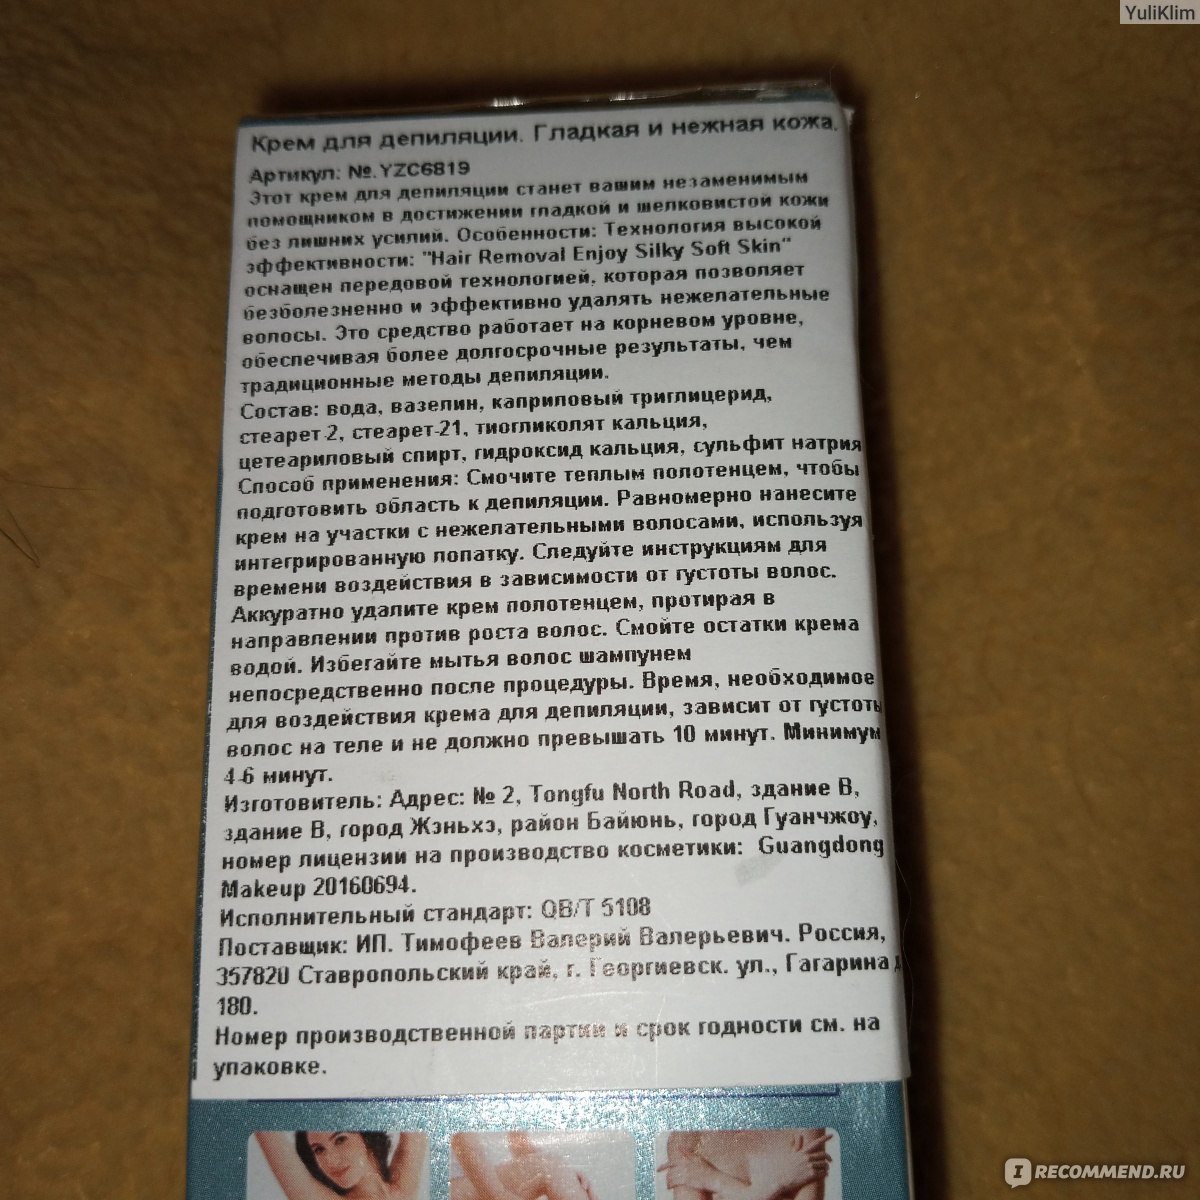 YuliKlim
Крем для депиляции. Гладкая и нежная кожа.
Артикул: №.YZC6819
Этот крем для депиляции станет вашим незаменимым
помощником в достижении гладкой и шелковистой кожи
без лишних усилий. Особенности: Технология высокой
эффективности: "Hair Removal Enjoy Silky Soft Skin"
оснащен передовой технологией, которая позволяет
безболезненно и эффективно удалять нежелательные
волосы. Это средство работает на корневом уровне,
обеспечивая более долгосрочные результаты, чем
традиционные методы депиляции.
Состав: вода, вазелин, каприловый триглицерид,
стеарет-2, стеарет-21, тиогликолят кальция,
цетеариловый спирт, гидроксид кальция, сульфит натрия
Способ применения: Смочите теплым полотенцем, чтобы
подготовить область к депиляции. Равномерно нанесите
крем на участки с нежелательными волосами, используя
интегрированную лопатку. Следуйте инструкциям для
времени воздействия в зависимости от густоты волос.
Аккуратно удалите крем полотенцем, протирая в
направлении против роста волос. Смойте остатки крема
водой. Избегайте мытья волос шампунем
непосредственно после процедуры. Время, необходимое
для воздействия крема для депиляции, зависит от густоты
волос на теле и не должно превышать 10 минут. Минимум
4-6 минут.
Изготовитель: Адрес: № 2, Tongfu North Road, здание B,
здание B, город Жэньхэ, район Байюнь, город Гуанчжоу,
номер лицензии на производство косметики: Guangdong
Makeup 20160694.
Исполнительный стандарт: QB/T 5108
Поставщик: ИП. Тимофеев Валерий Валерьевич. Россия,
357820 Ставропольский край, г. Георгиевск. ул., Гагарина д
180.
Номер производственной партии и срок годности см. на
упаковке.
IRECOMMEND.RU